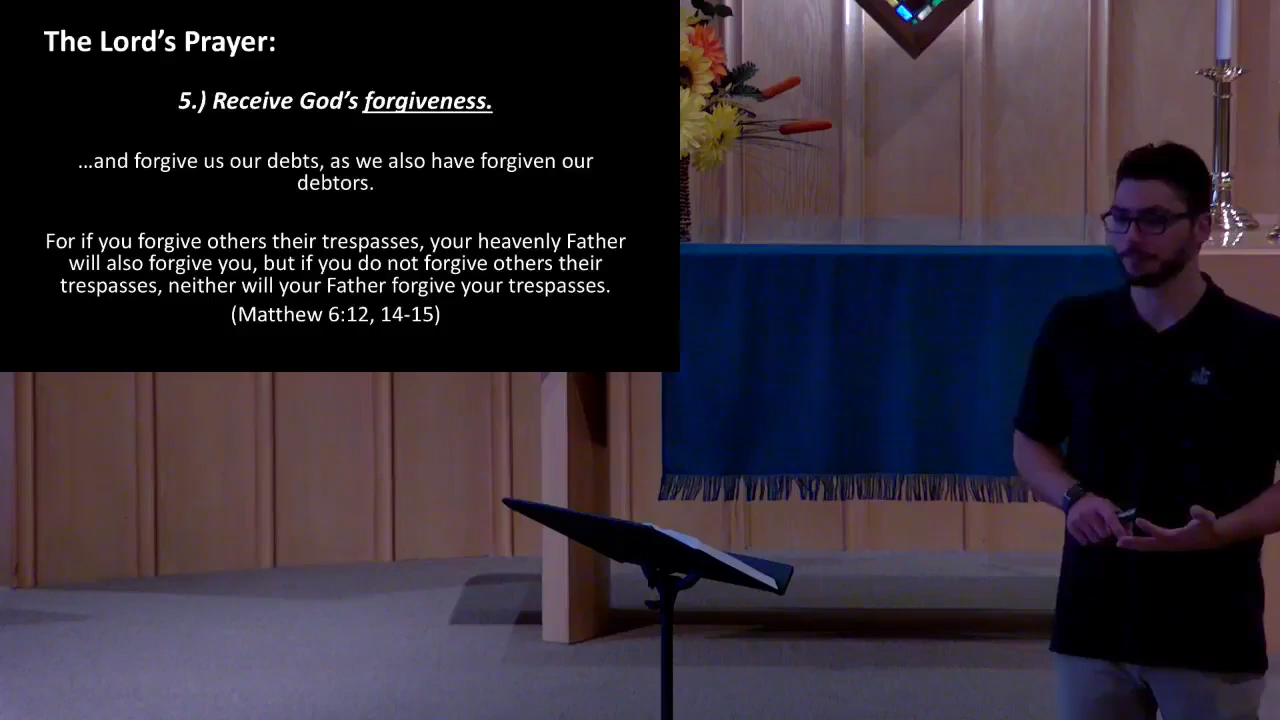 The Lord's Prayer:
5.) Receive God's forgiveness.
...and forgive us our debts, as we also have forgiven our
debtors.
For if you forgive others their trespasses, your heavenly Father
will also forgive you, but if you do not forgive others their
trespasses, neither will your Father forgive your trespasses.
(Matthew 6:12, 14-15)